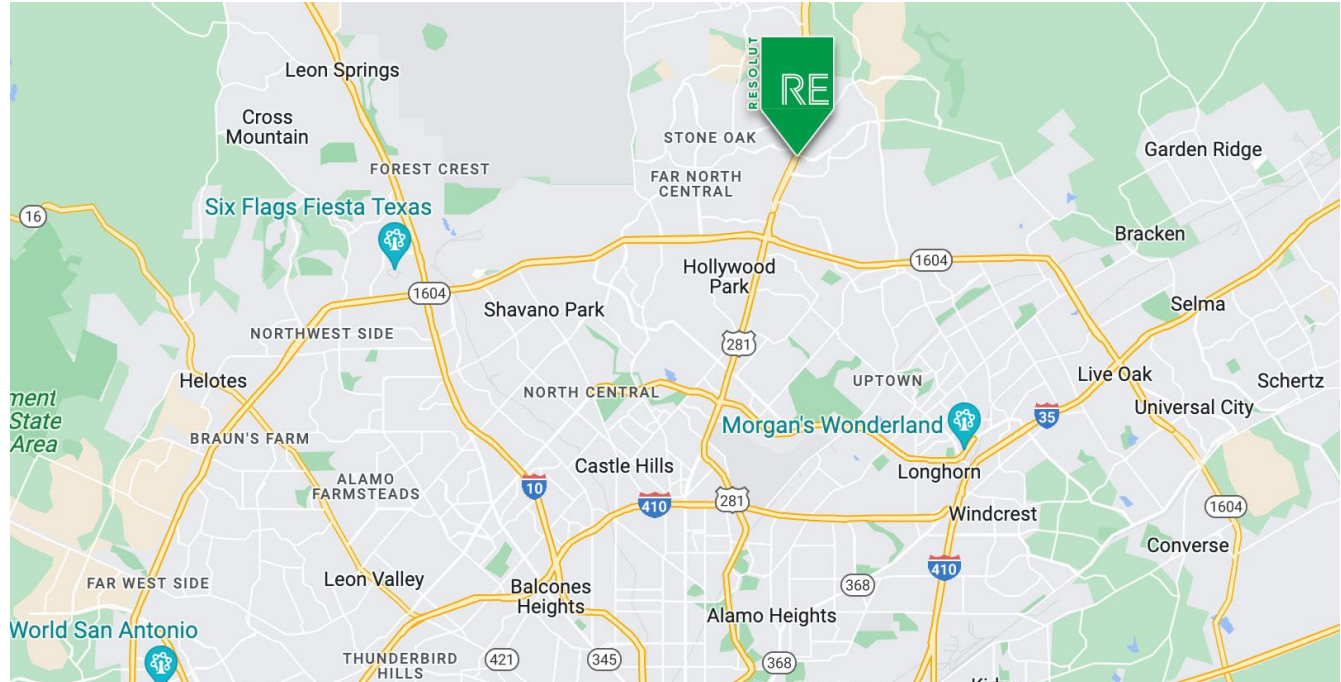 RESOLUT
RE
Leon Springs
Cross
Mountain
STONE OAK
Garden Ridge
FOREST CREST
FAR NORTH
CENTRAL
Six Flags Fiesta Texas
16
Bracken
1604
Hollywood
Park
1604
Shavano Park
Selma
NORTHWEST SIDE
281
Helotes
NORTH CENTRAL
UPTOWN
Live Oak
Schertz
ment
State
Area
Universal City
35
Morgan's Wonderland
BRAUN'S FARM
Castle Hills
Longhorn
ALAMO
FARMSTEADS
10
410
281
Windcrest
1604
Converse
410
FAR WEST SIDE
Leon Valley
Balcones
Heights
368
Alamo Heights
World San Antonio
THUNDERBIRD
HILLS
421
345
368